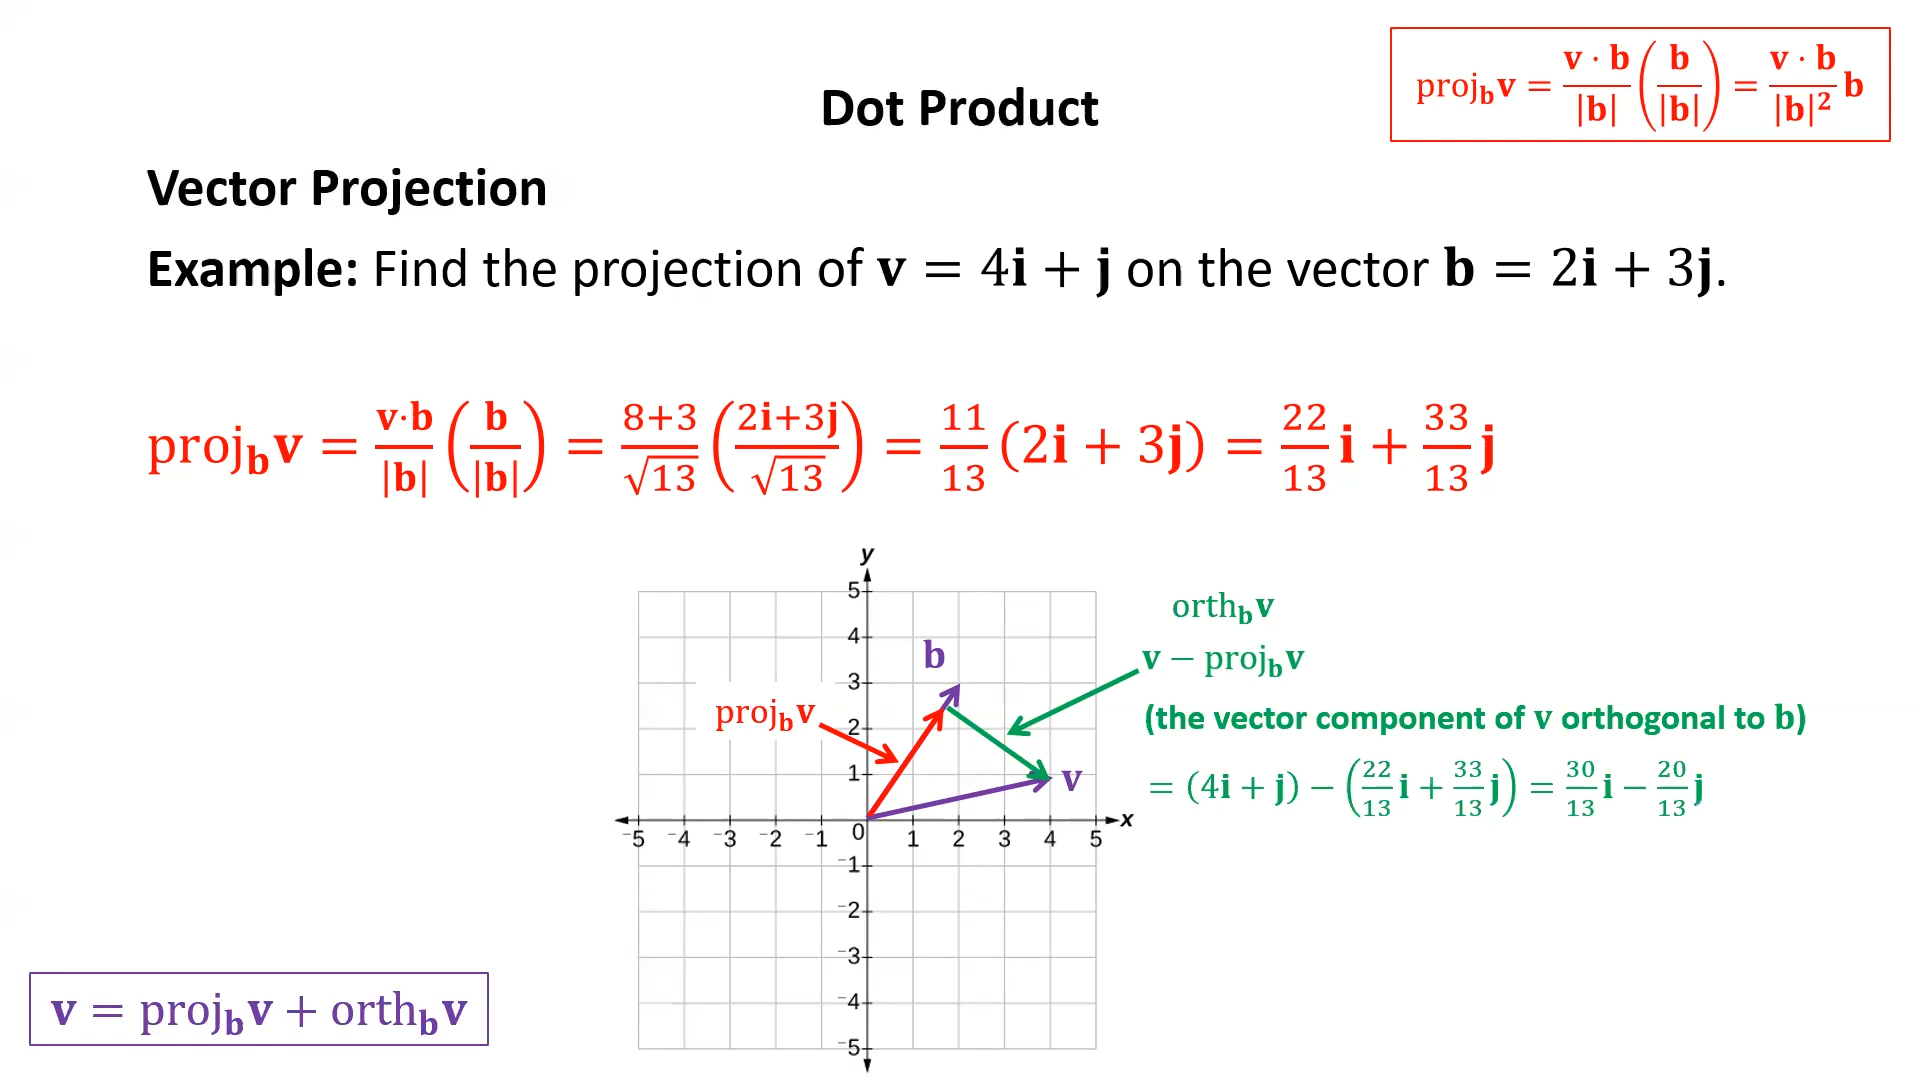 proj_𝐛 𝐯 = (𝐯 · 𝐛)/|𝐛| (𝐛/|𝐛|) = (𝐯 · 𝐛)/|𝐛|² 𝐛
Dot Product
Vector Projection
Example: Find the projection of 𝐯 = 4𝐢 + 𝐣 on the vector 𝐛 = 2𝐢 + 3𝐣.
proj_𝐛 𝐯 = (𝐯·𝐛)/|𝐛| (𝐛/|𝐛|) = (8+3)/√13 ((2𝐢+3𝐣)/√13) = 11/13 (2𝐢 + 3𝐣) = 22/13 𝐢 + 33/13 𝐣
y
5
4
3
2
1
-5 -4 -3 -2 -1 0 1 2 3 4 5 x
-1
-2
-3
-4
-5
𝐛
proj_𝐛 𝐯
𝐯
orth_𝐛 𝐯
𝐯 − proj_𝐛 𝐯
(the vector component of 𝐯 orthogonal to 𝐛)
= (4𝐢 + 𝐣) − (22/13 𝐢 + 33/13 𝐣) = 30/13 𝐢 − 20/13 𝐣
𝐯 = proj_𝐛 𝐯 + orth_𝐛 𝐯